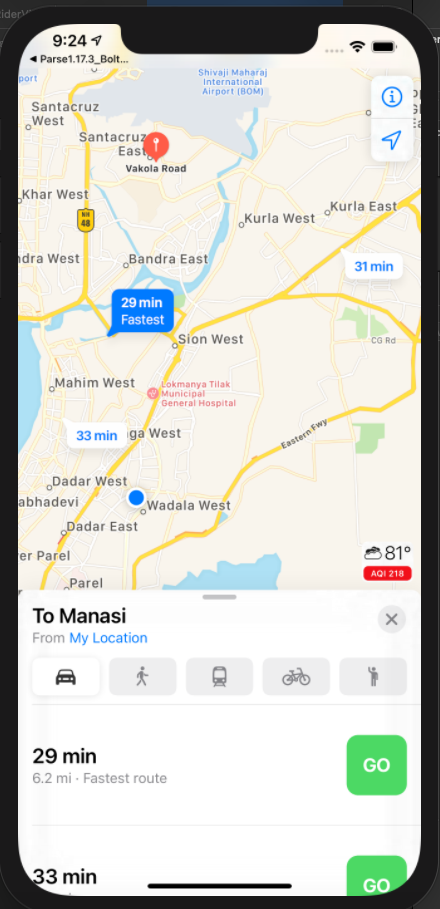 9:24
◀ Parse1.17.3_Bolt...
port
Shivaji Maharaj
International
Airport (BOM)
Santacruz
West
Santacruz
East
Vakola Road
Khar West
Kurla East
Kurla West
NH
48
ndra West
Bandra East
31 min
29 min
Fastest
Sion West
CG Rd
Mahim West
Lokmanya Tilak
Municipal
General Hospital
33 min
nga West
Eastern Fwy
Dadar West
abhadevi
Wadala West
Dadar East
er Parel
Parel
81°
AQI 218
To Manasi
From My Location
29 min
6.2 mi · Fastest route
GO
33 min
GO